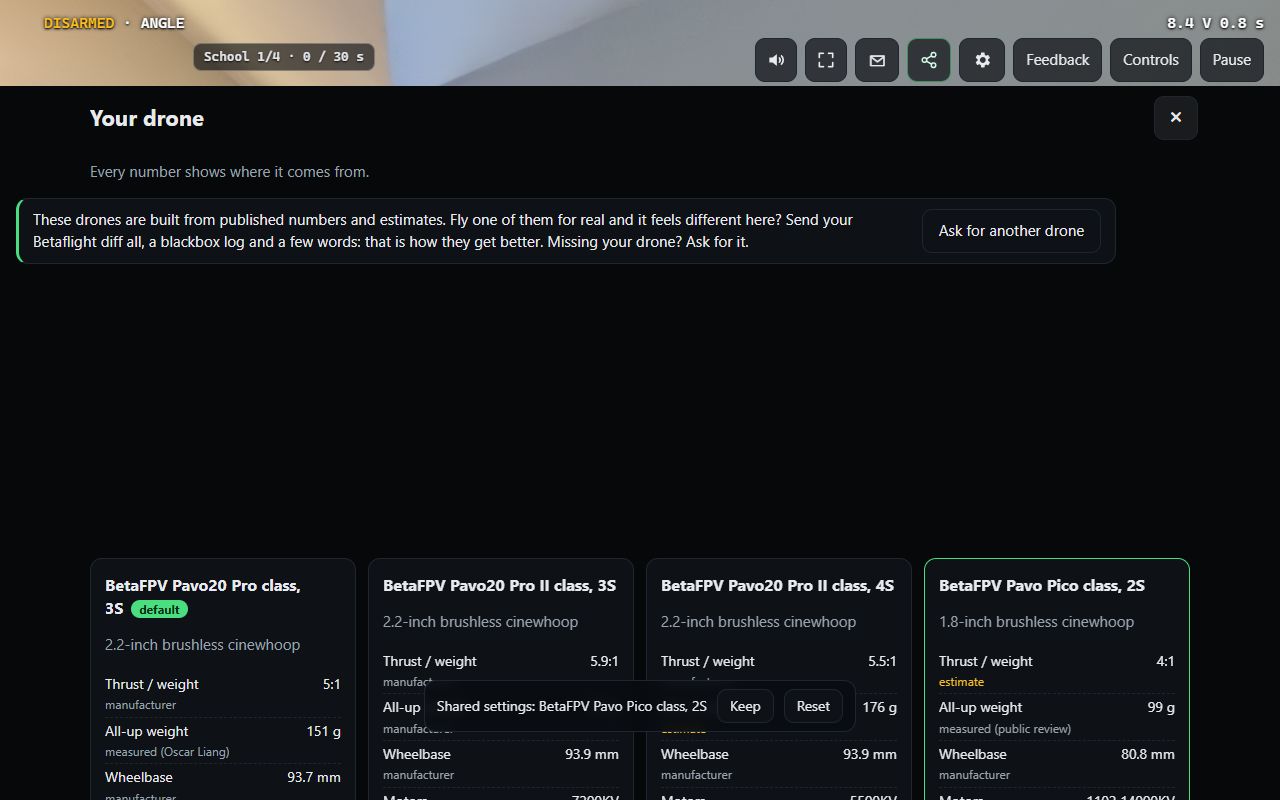 DISARMED · ANGLE
8.4 V 0.8 s
School 1/4 · 0 / 30 s
Feedback
Controls
Pause
Your drone
Every number shows where it comes from.
These drones are built from published numbers and estimates. Fly one of them for real and it feels different here? Send your
Betaflight diff all, a blackbox log and a few words: that is how they get better. Missing your drone? Ask for it.
Ask for another drone
BetaFPV Pavo20 Pro class,
3S default
2.2-inch brushless cinewhoop
Thrust / weight 5:1
manufacturer
All-up weight 151 g
measured (Oscar Liang)
Wheelbase 93.7 mm
manufacturer
BetaFPV Pavo20 Pro II class, 3S
2.2-inch brushless cinewhoop
Thrust / weight 5.9:1
All-up
Wheelbase 93.9 mm
manufacturer
BetaFPV Pavo20 Pro II class, 4S
2.2-inch brushless cinewhoop
Thrust / weight 5.5:1
176 g
Wheelbase 93.9 mm
manufacturer
BetaFPV Pavo Pico class, 2S
1.8-inch brushless cinewhoop
Thrust / weight 4:1
estimate
All-up weight 99 g
measured (public review)
Wheelbase 80.8 mm
manufacturer
Shared settings: BetaFPV Pavo Pico class, 2S
Keep
Reset